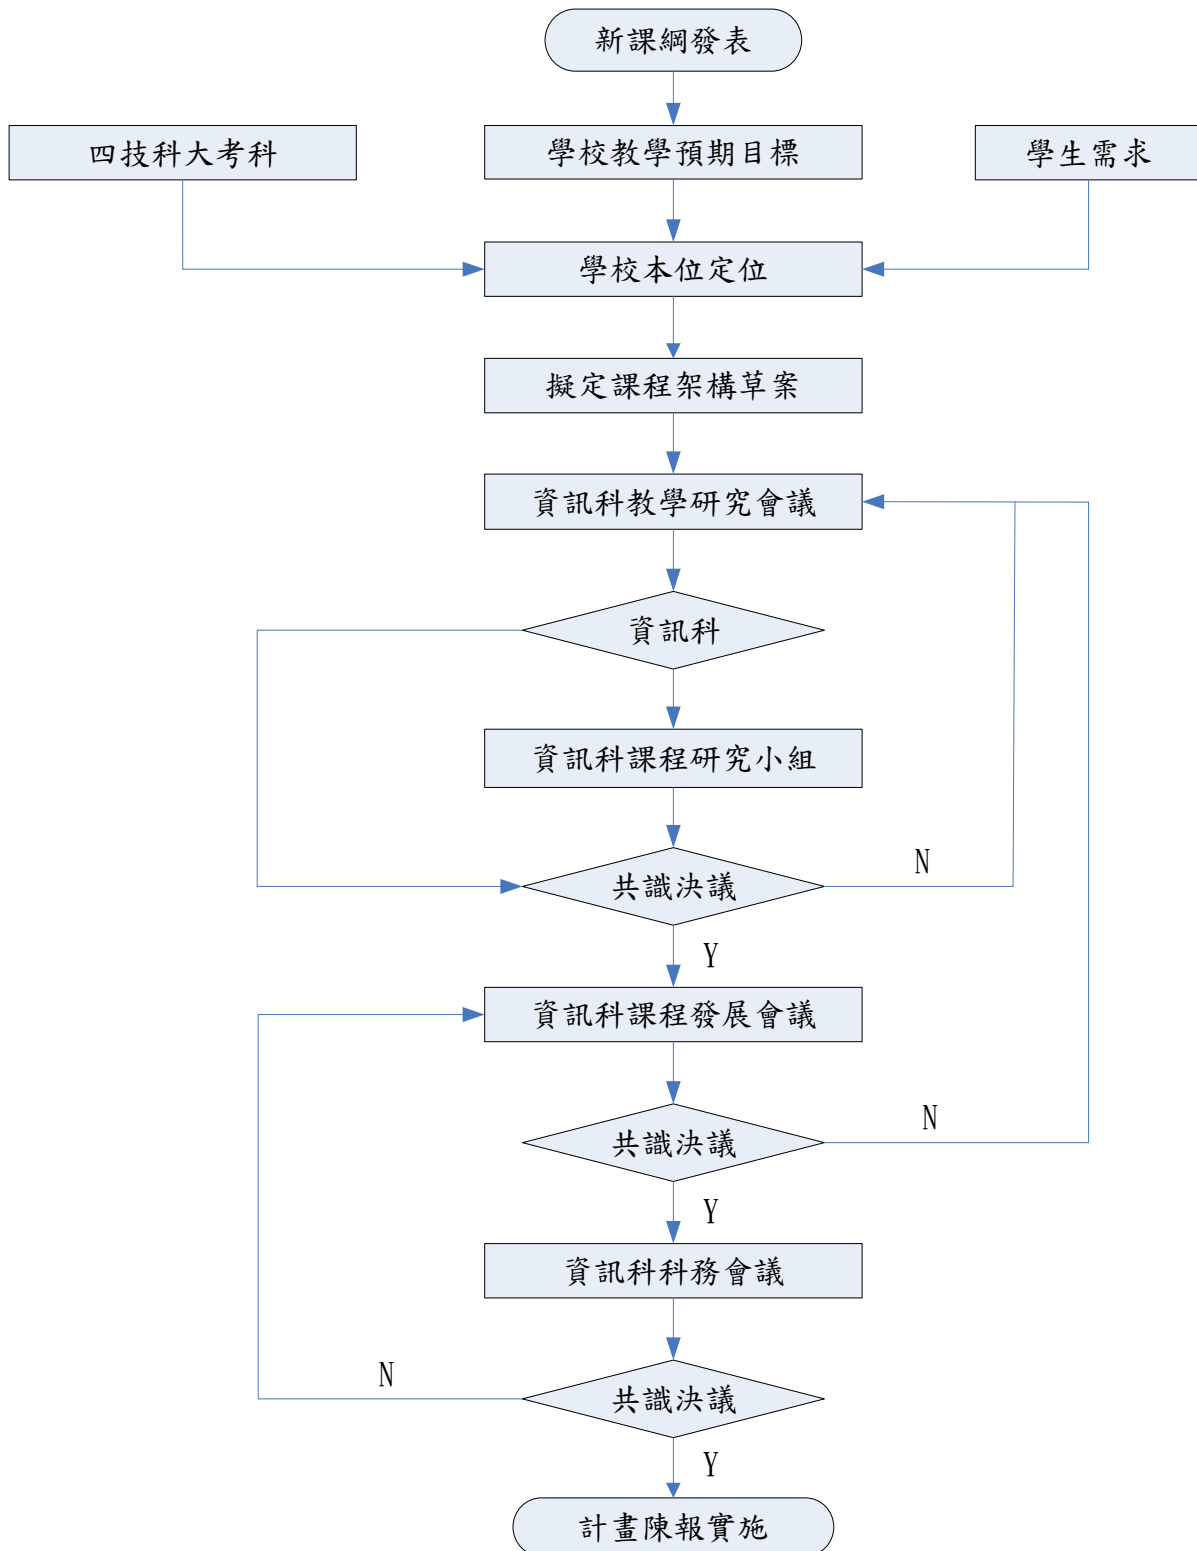 新課綱發表
四技科大考科
學校教學預期目標
學生需求
學校本位定位
擬定課程架構草案
資訊科教學研究會議
資訊科
資訊科課程研究小組
共識決議
N
Y
資訊科課程發展會議
共識決議
N
Y
資訊科科務會議
N
共識決議
Y
計畫陳報實施